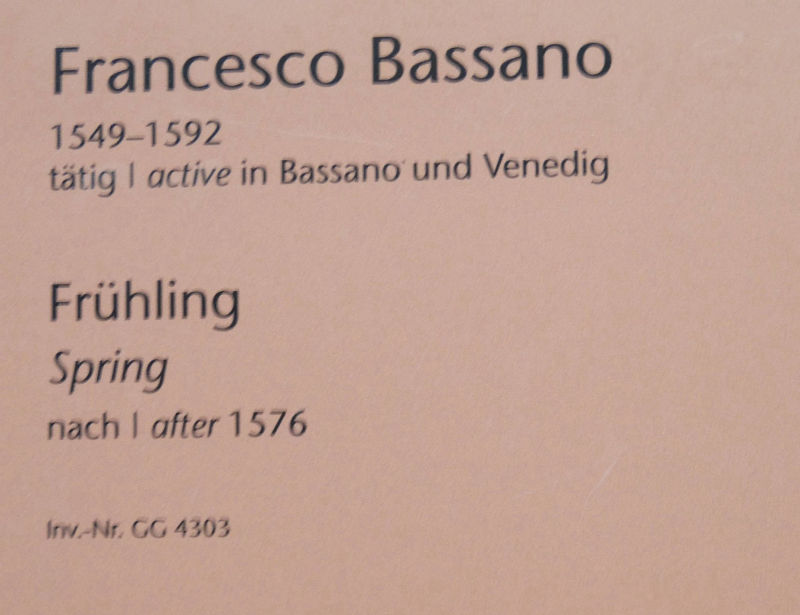 Francesco Bassano
1549–1592
tätig | active in Bassano und Venedig
Frühling
Spring
nach | after 1576
Inv.-Nr. GG 4303